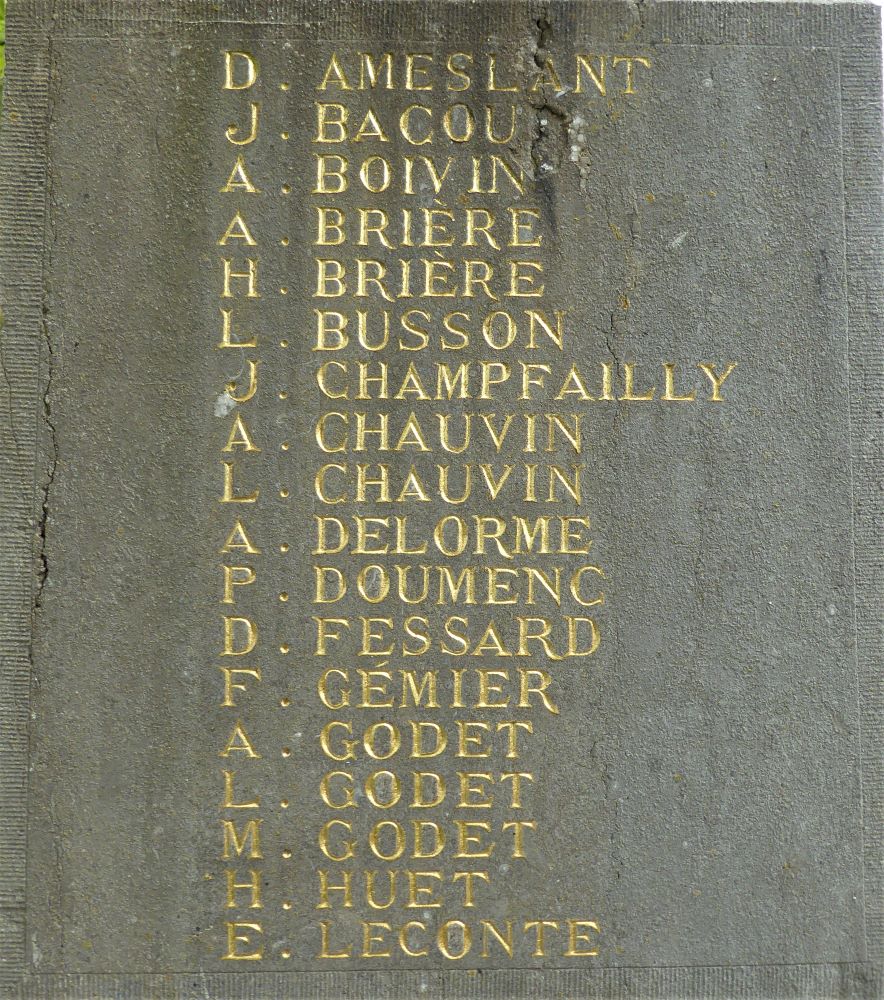 D. AMESLANT
J. BACOU
A. BOIVIN
A. BRIÈRE
H. BRIÈRE
L. BUSSON
J. CHAMPFAILLY
A. CHAUVIN
L. CHAUVIN
A. DELORME
P. DOUMENC
D. FESSARD
F. GÉMIER
A. GODET
L. GODET
M. GODET
H. HUET
E. LECONTE